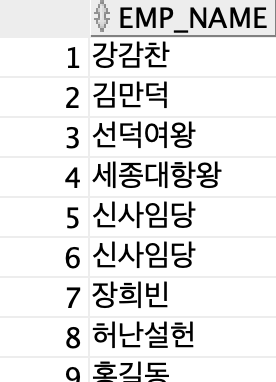 EMP_NAME
1 강감찬
2 김만덕
3 선덕여왕
4 세종대항왕
5 신사임당
6 신사임당
7 장희빈
8 허난설헌
9 홍길동